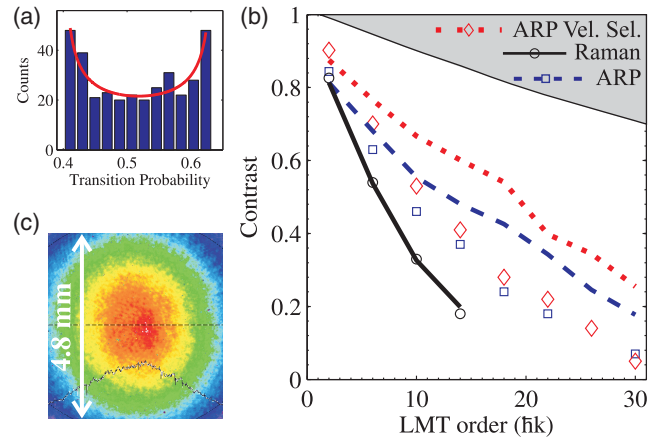 (a)
Counts
40
20
0
0.4
0.5
0.6
Transition Probability
(c)
4.8 mm
(b)
Contrast
1
0.8
0.6
0.4
0.2
0
0
10
20
30
LMT order (ħk)
ARP Vel. Sel.
Raman
ARP